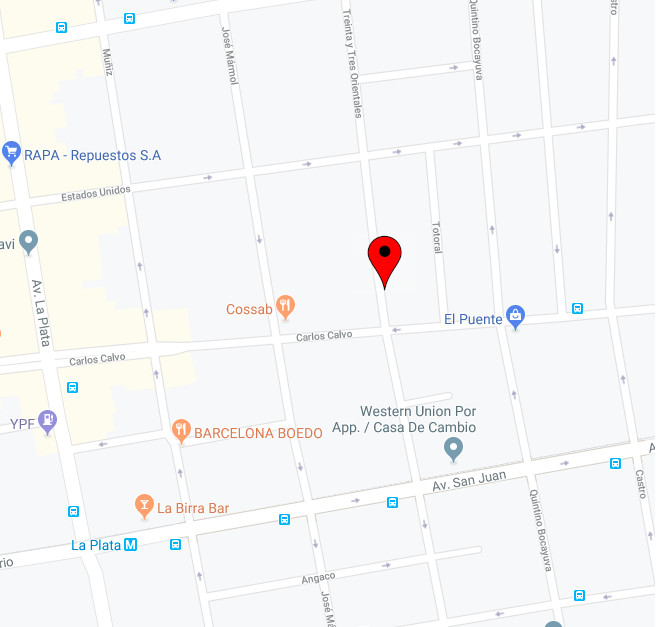 Castro
Quintino Bocayuva
Treinta y Tres Orientales
José Mármol
Muñiz
RAPA - Repuestos S.A
Estados Unidos
avi
Totoral
Av. La Plata
Cossab
El Puente
Carlos Calvo
Carlos Calvo
YPF
Western Union Por
App. / Casa De Cambio
BARCELONA BOEDO
A
Av. San Juan
Castro
La Birra Bar
Quintino Bocayuva
La Plata M
rio
Angaco
José Má